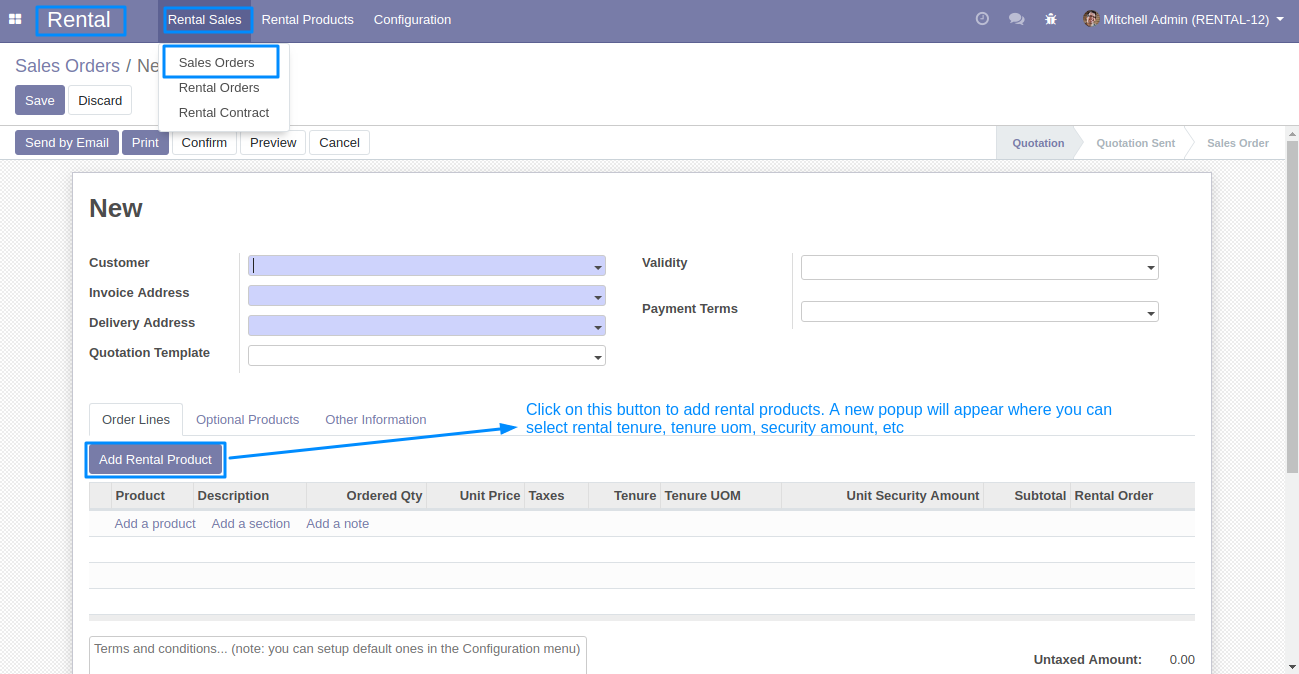 Rental Rental Sales Rental Products Configuration Mitchell Admin (RENTAL-12)
Sales Orders
Rental Orders
Rental Contract
Sales Orders / Ne
Save Discard
Send by Email Print Confirm Preview Cancel Quotation Quotation Sent Sales Order
New
Customer Validity
Invoice Address
Delivery Address Payment Terms
Quotation Template
Order Lines Optional Products Other Information
Click on this button to add rental products. A new popup will appear where you can
select rental tenure, tenure uom, security amount, etc
Add Rental Product
Product Description Ordered Qty Unit Price Taxes Tenure Tenure UOM Unit Security Amount Subtotal Rental Order
Add a product Add a section Add a note
Terms and conditions... (note: you can setup default ones in the Configuration menu)
Untaxed Amount: 0.00